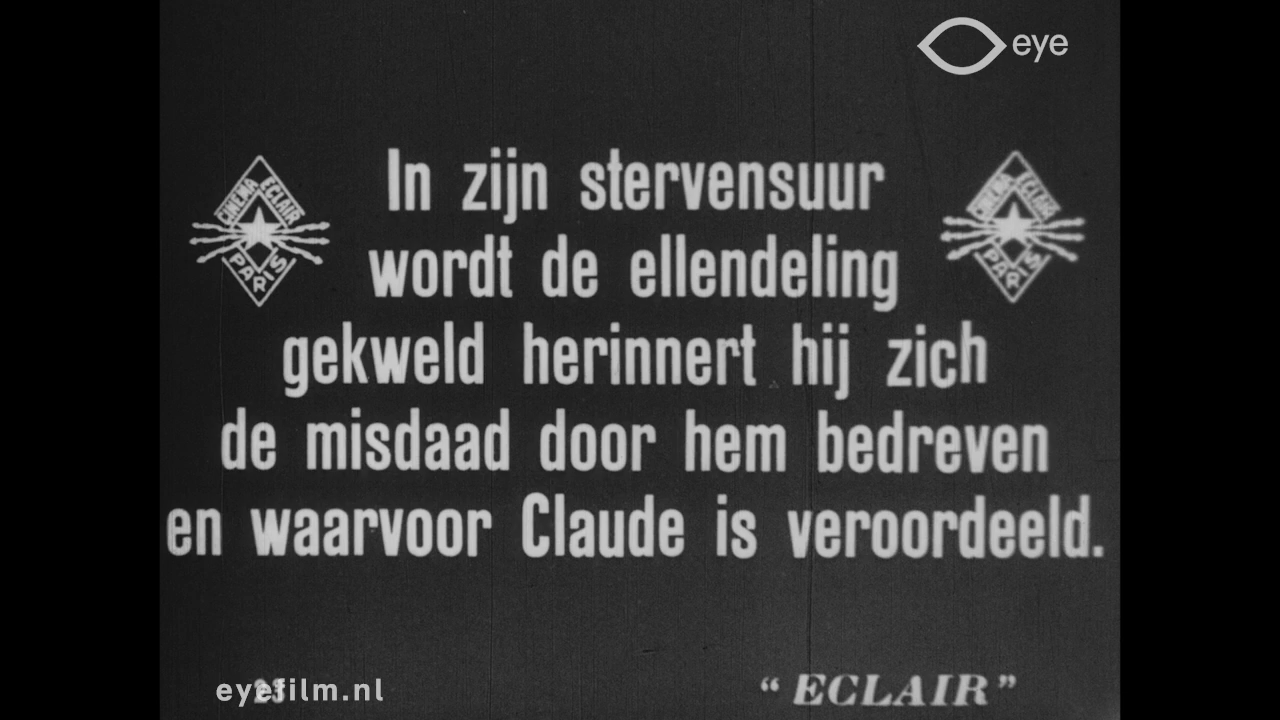 eye
CINEMA ECLAIR PARIS
CINEMA ECLAIR PARIS
In zijn stervensuur
wordt de ellendeling
gekweld herinnert hij zich
de misdaad door hem bedreven
en waarvoor Claude is veroordeeld.
eyefilm.nl
“ ECLAIR ”